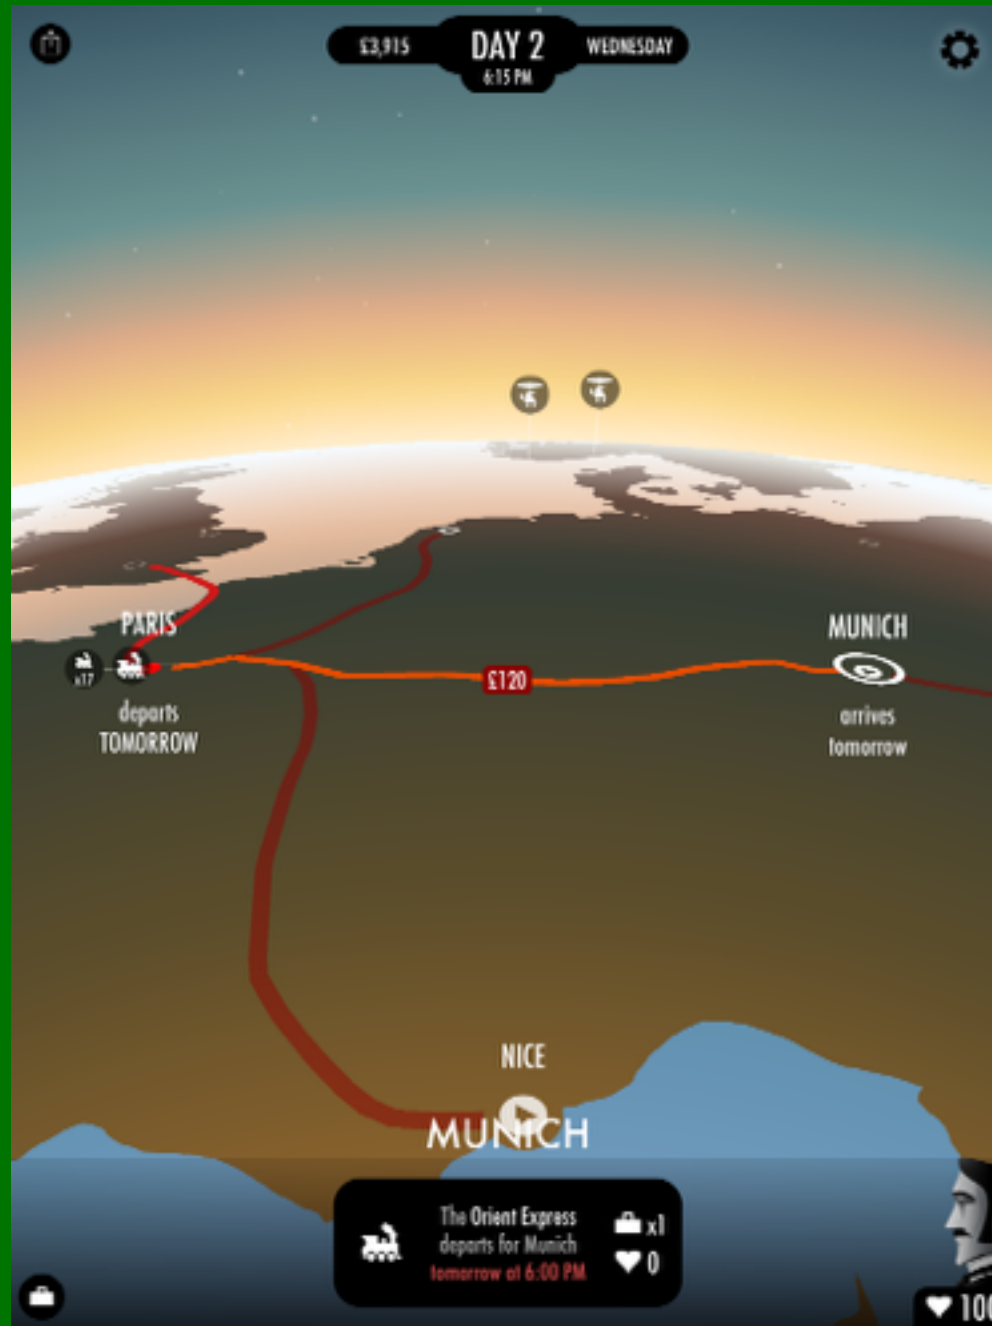 £3,915
DAY 2
WEDNESDAY
6:15 PM
PARIS
x17
departs
TOMORROW
£120
MUNICH
arrives
tomorrow
NICE
MUNICH
The Orient Express
departs for Munich
tomorrow at 6:00 PM
x1
0
100